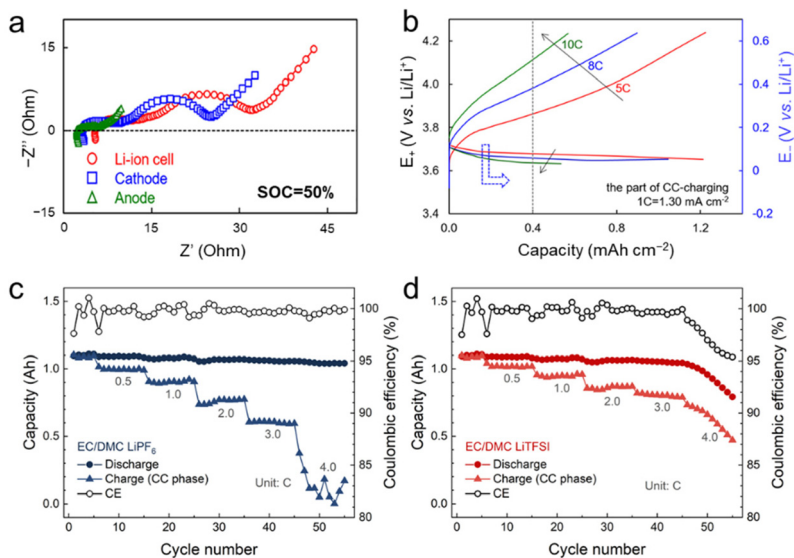 a
15
0
−15
−Z'' (Ohm)
Li-ion cell
Cathode
Anode
SOC=50%
0
15
30
45
Z' (Ohm)
b
4.2
3.9
3.6
3.4
E₊ (V vs. Li/Li⁺)
10C
8C
5C
0.6
0.4
0.2
0
−0.2
E₋ (V vs. Li/Li⁺)
the part of CC-charging
1C=1.30 mA cm⁻²
0.0
0.4
0.8
1.2
Capacity (mAh cm⁻²)
c
1.5
1.0
0.5
0.0
Capacity (Ah)
0.5
1.0
2.0
3.0
4.0
EC/DMC LiPF₆
Discharge
Charge (CC phase)
CE
Unit: C
100
95
90
85
80
Coulombic efficiency (%)
0
10
20
30
40
50
Cycle number
d
1.5
1.0
0.5
0.0
Capacity (Ah)
0.5
1.0
2.0
3.0
4.0
EC/DMC LiTFSI
Discharge
Charge (CC phase)
CE
Unit: C
100
95
90
85
80
Coulombic efficiency (%)
0
10
20
30
40
50
Cycle number